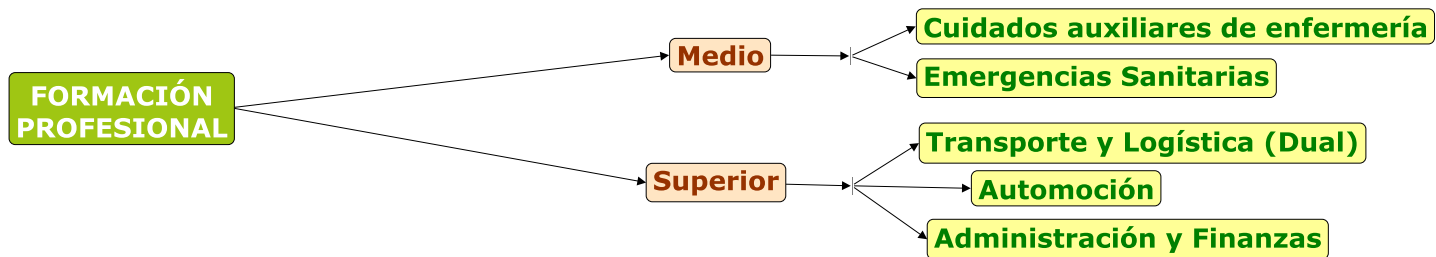 FORMACIÓN
PROFESIONAL
Medio
Cuidados auxiliares de enfermería
Emergencias Sanitarias
Superior
Transporte y Logística (Dual)
Automoción
Administración y Finanzas